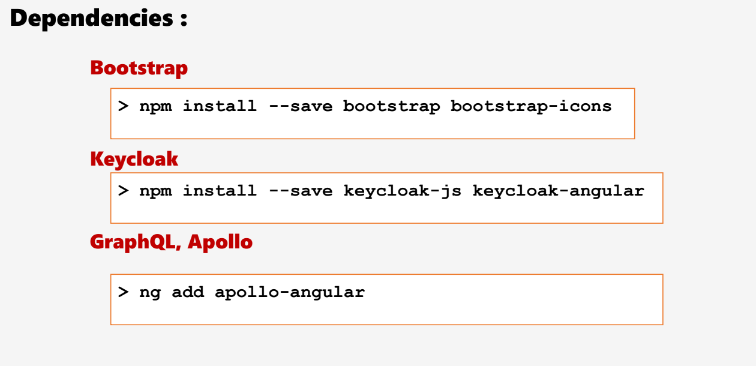 Dependencies :
Bootstrap
> npm install --save bootstrap bootstrap-icons
Keycloak
> npm install --save keycloak-js keycloak-angular
GraphQL, Apollo
> ng add apollo-angular